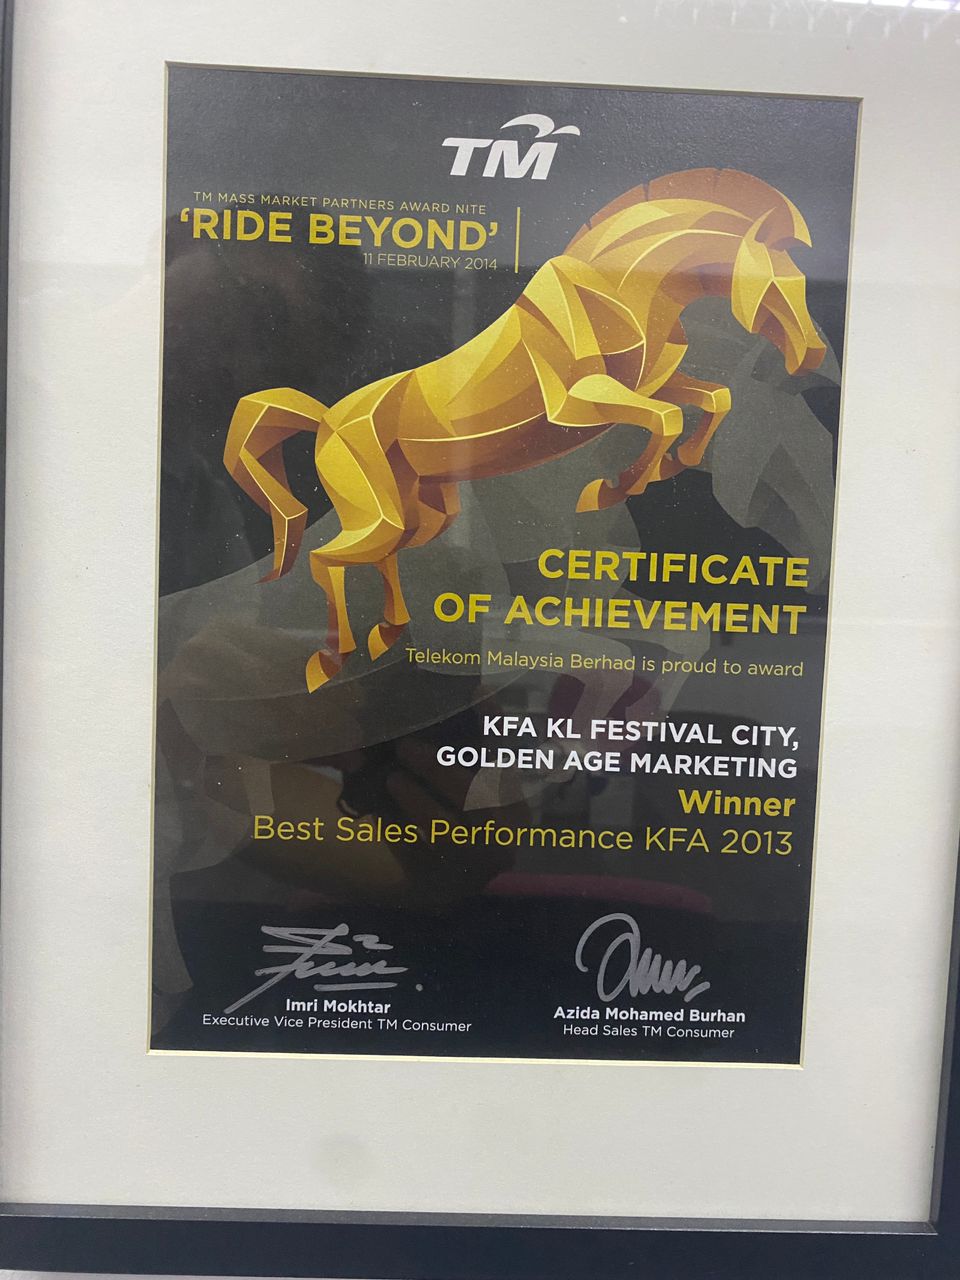 TM
TM MASS MARKET PARTNERS AWARD NITE
'RIDE BEYOND'
11 FEBRUARY 2014
CERTIFICATE
OF ACHIEVEMENT
Telekom Malaysia Berhad is proud to award
KFA KL FESTIVAL CITY,
GOLDEN AGE MARKETING
Winner
Best Sales Performance KFA 2013
Imri Mokhtar
Executive Vice President TM Consumer
Azida Mohamed Burhan
Head Sales TM Consumer